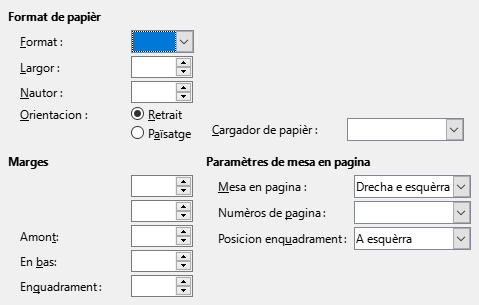 Format de papièr
Format :
Largor :
Nautor :
Orientacion :
Retrait
Païsatge
Cargador de papièr :
Marges
Amont:
En bas:
Enquadrament :
Paramètres de mesa en pagina
Mesa en pagina :
Drecha e esquèrra
Numèros de pagina :
Posicion enquadrament :
A esquèrra